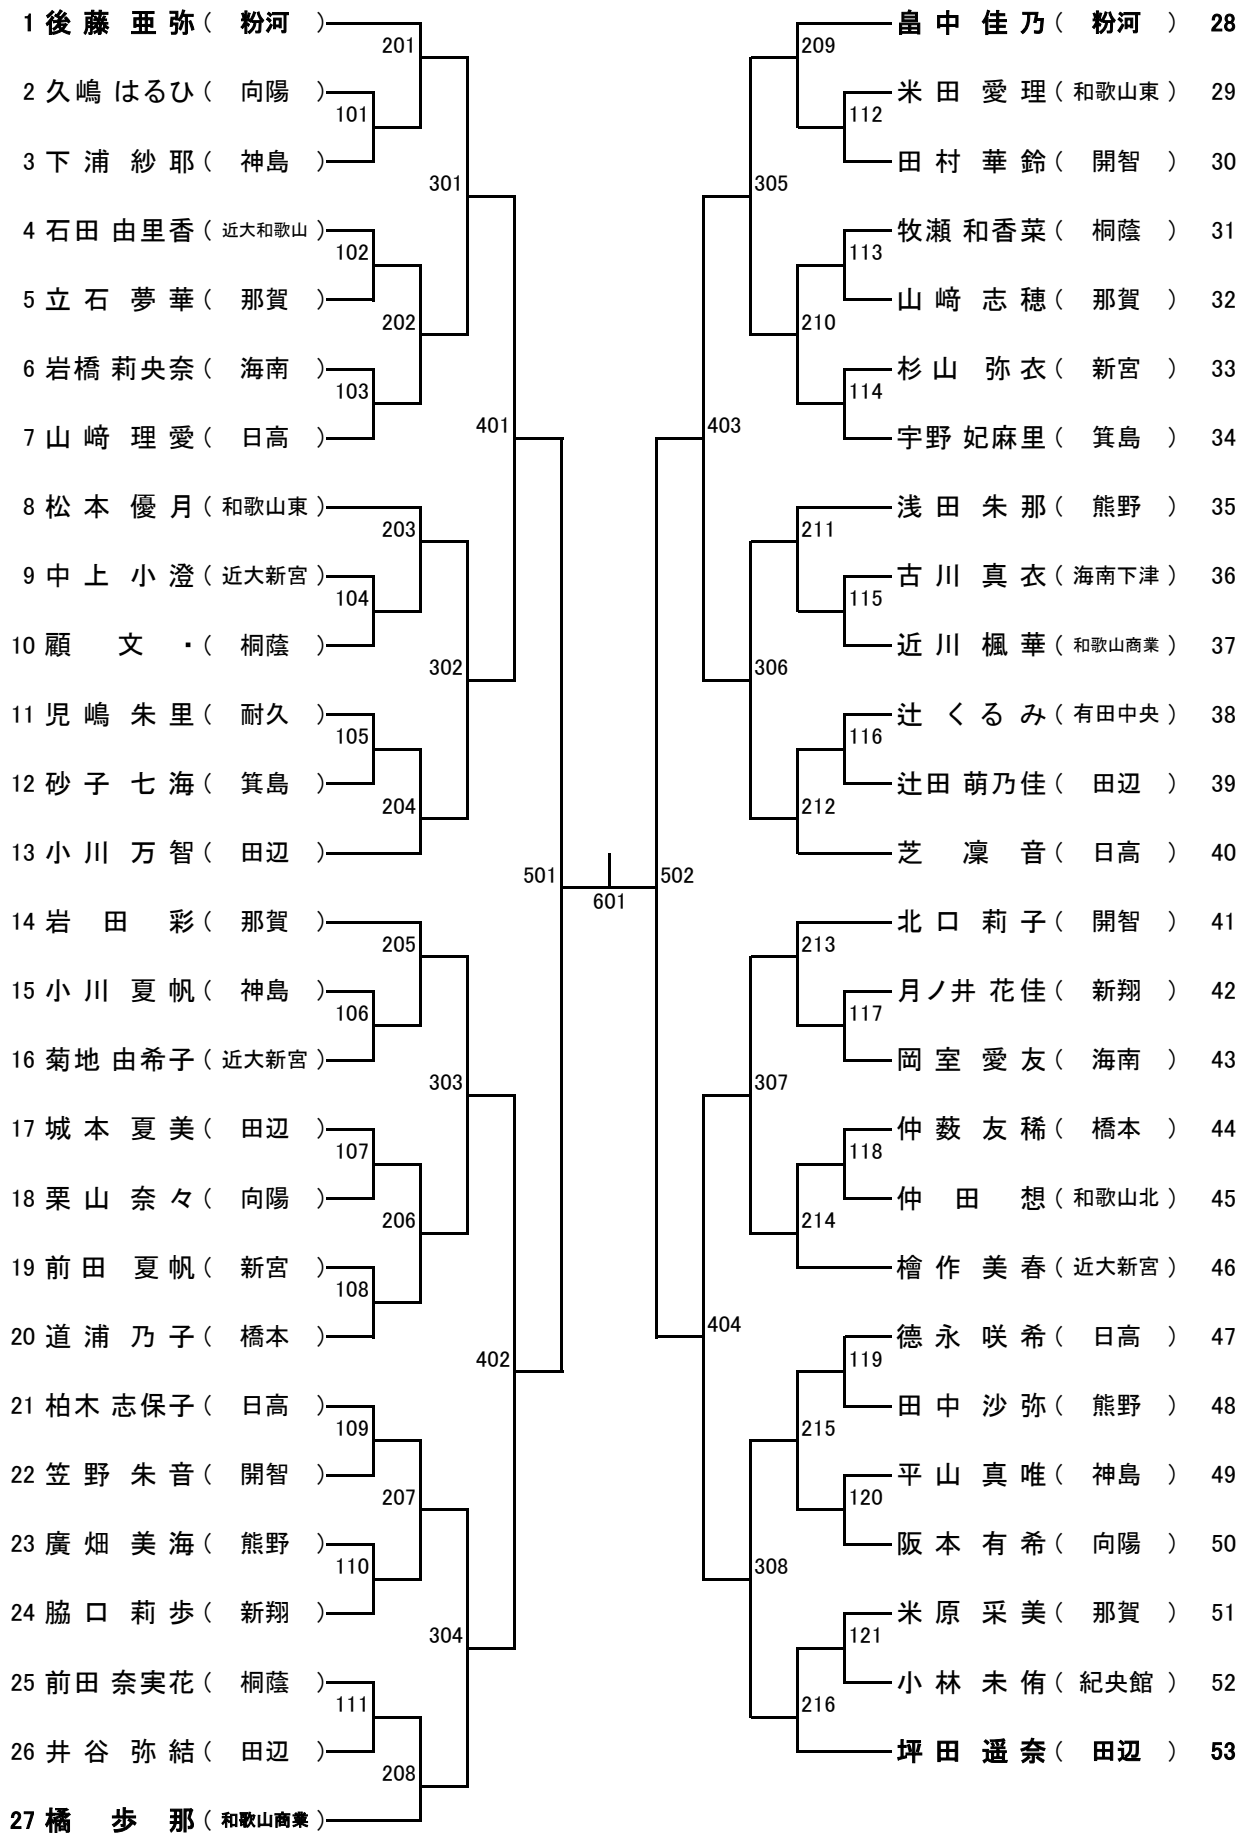 1 後藤 亜弥 ( 粉河 )
2 久嶋 はるひ ( 向陽 )
3 下浦 紗耶 ( 神島 )
4 石田 由里香 ( 近大和歌山 )
5 立石 夢華 ( 那賀 )
6 岩橋 莉央奈 ( 海南 )
7 山﨑 理愛 ( 日高 )
8 松本 優月 ( 和歌山東 )
9 中上 小澄 ( 近大新宮 )
10 顧 文・ ( 桐蔭 )
11 児嶋 朱里 ( 耐久 )
12 砂子 七海 ( 箕島 )
13 小川 万智 ( 田辺 )
14 岩田 彩 ( 那賀 )
15 小川 夏帆 ( 神島 )
16 菊地 由希子 ( 近大新宮 )
17 城本 夏美 ( 田辺 )
18 栗山 奈々 ( 向陽 )
19 前田 夏帆 ( 新宮 )
20 道浦 乃子 ( 橋本 )
21 柏木 志保子 ( 日高 )
22 笠野 朱音 ( 開智 )
23 廣畑 美海 ( 熊野 )
24 脇口 莉歩 ( 新翔 )
25 前田 奈実花 ( 桐蔭 )
26 井谷 弥結 ( 田辺 )
27 橘 歩那 ( 和歌山商業 )
101
102
103
104
105
106
107
108
109
110
111
201
202
203
204
205
206
207
208
301
302
303
304
401
402
501
601
502
403
404
305
306
307
308
209
210
211
212
213
214
215
216
112
113
114
115
116
117
118
119
120
121
畠中 佳乃 ( 粉河 ) 28
米田 愛理 ( 和歌山東 ) 29
田村 華鈴 ( 開智 ) 30
牧瀬 和香菜 ( 桐蔭 ) 31
山﨑 志穂 ( 那賀 ) 32
杉山 弥衣 ( 新宮 ) 33
宇野 妃麻里 ( 箕島 ) 34
浅田 朱那 ( 熊野 ) 35
古川 真衣 ( 海南下津 ) 36
近川 楓華 ( 和歌山商業 ) 37
辻 くるみ ( 有田中央 ) 38
辻田 萌乃佳 ( 田辺 ) 39
芝 凜音 ( 日高 ) 40
北口 莉子 ( 開智 ) 41
月ノ井 花佳 ( 新翔 ) 42
岡室 愛友 ( 海南 ) 43
仲薮 友稀 ( 橋本 ) 44
仲田 想 ( 和歌山北 ) 45
檜作 美春 ( 近大新宮 ) 46
德永 咲希 ( 日高 ) 47
田中 沙弥 ( 熊野 ) 48
平山 真唯 ( 神島 ) 49
阪本 有希 ( 向陽 ) 50
米原 采美 ( 那賀 ) 51
小林 未侑 ( 紀央館 ) 52
坪田 遥奈 ( 田辺 ) 53